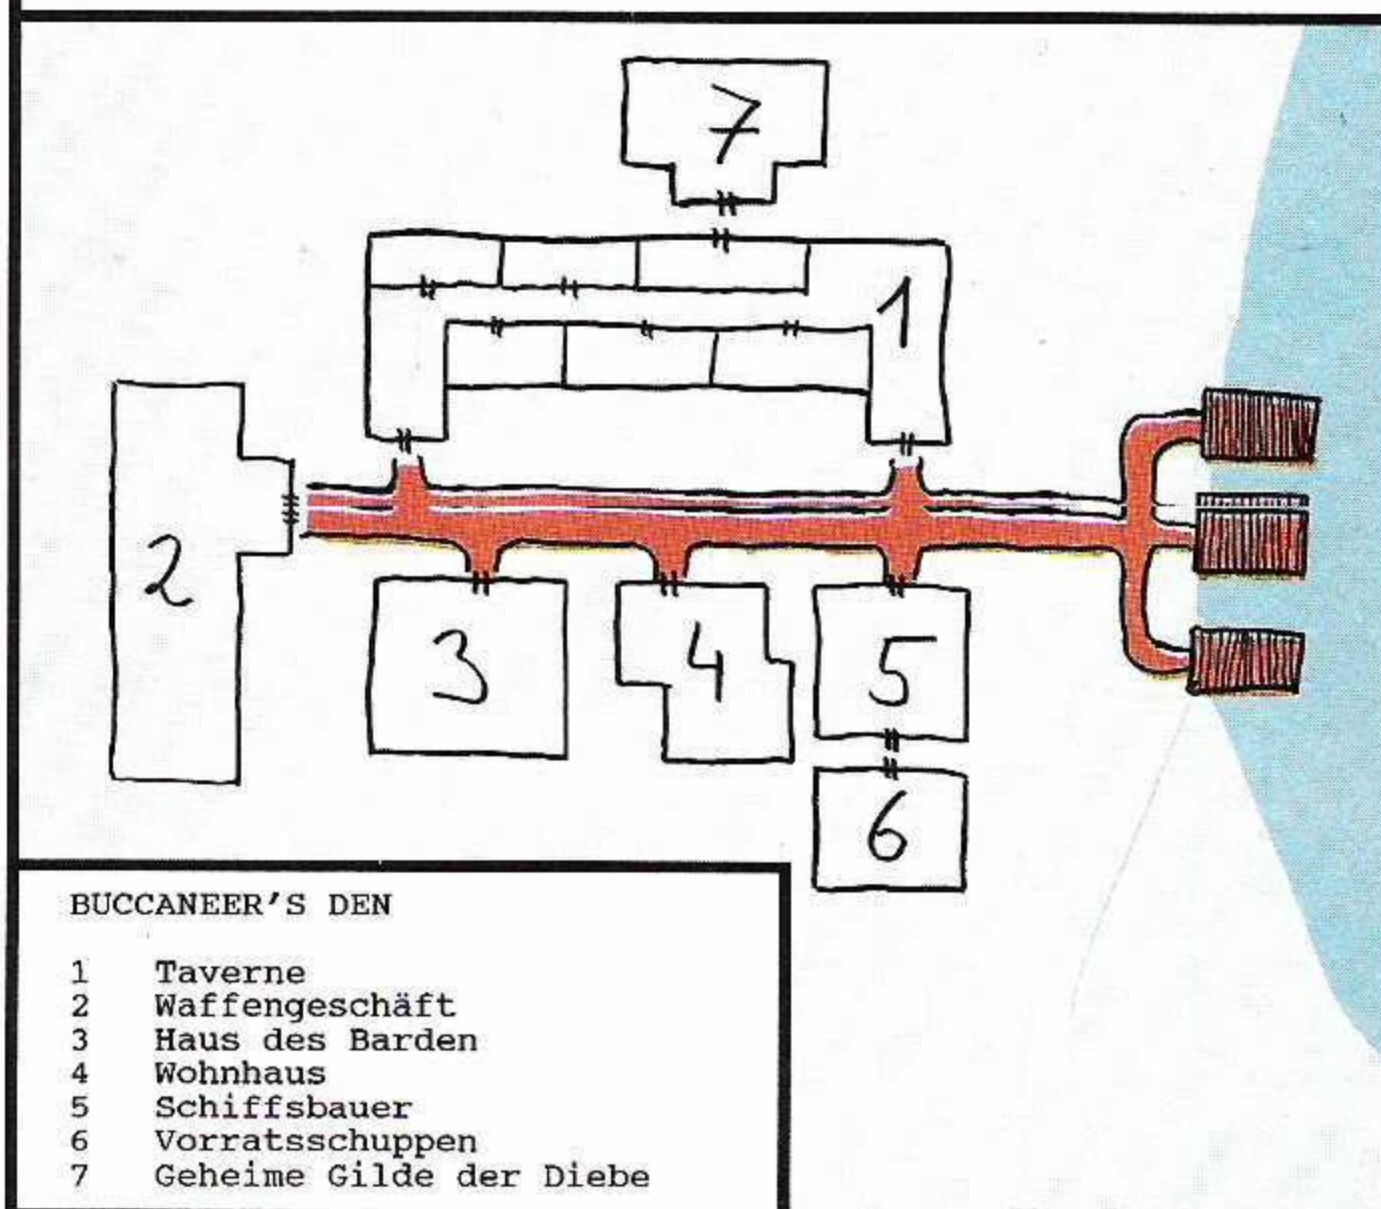 7
1
2
3
4
5
6
BUCCANEER'S DEN
1 Taverne
2 Waffengeschäft
3 Haus des Barden
4 Wohnhaus
5 Schiffsbauer
6 Vorratsschuppen
7 Geheime Gilde der Diebe